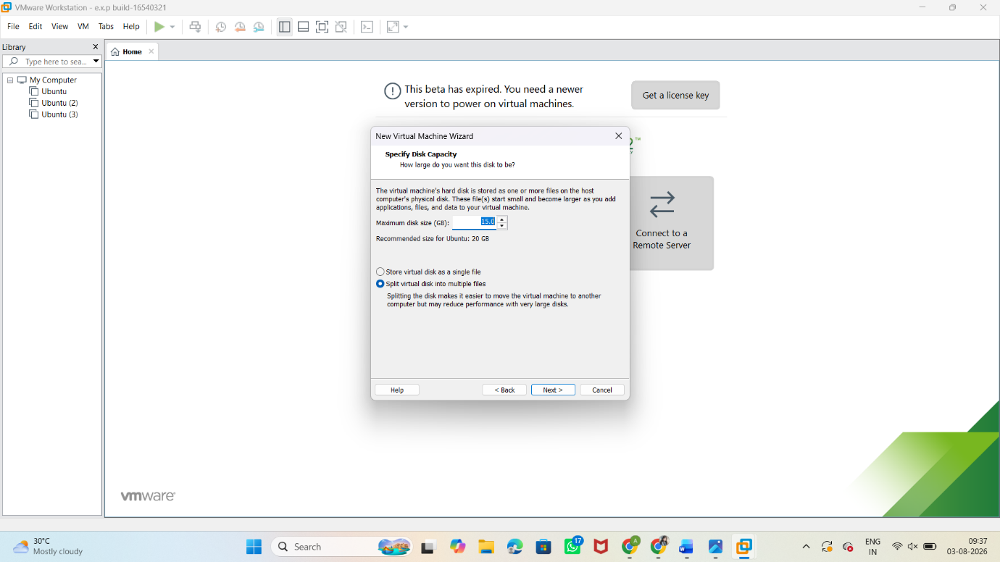 VMware Workstation - e.x.p build-16540321
File Edit View VM Tabs Help
Library
Type here to sea...
My Computer
Ubuntu
Ubuntu (2)
Ubuntu (3)
Home
This beta has expired. You need a newer
version to power on virtual machines.
Get a license key
TM
Connect to a
Remote Server
New Virtual Machine Wizard
Specify Disk Capacity
How large do you want this disk to be?
The virtual machine's hard disk is stored as one or more files on the host
computer's physical disk. These file(s) start small and become larger as you add
applications, files, and data to your virtual machine.
Maximum disk size (GB): 15.0
Recommended size for Ubuntu: 20 GB
Store virtual disk as a single file
Split virtual disk into multiple files
Splitting the disk makes it easier to move the virtual machine to another
computer but may reduce performance with very large disks.
Help < Back Next > Cancel
vmware
30°C
Mostly cloudy
Search
17
ENG
IN
09:37
03-08-2026